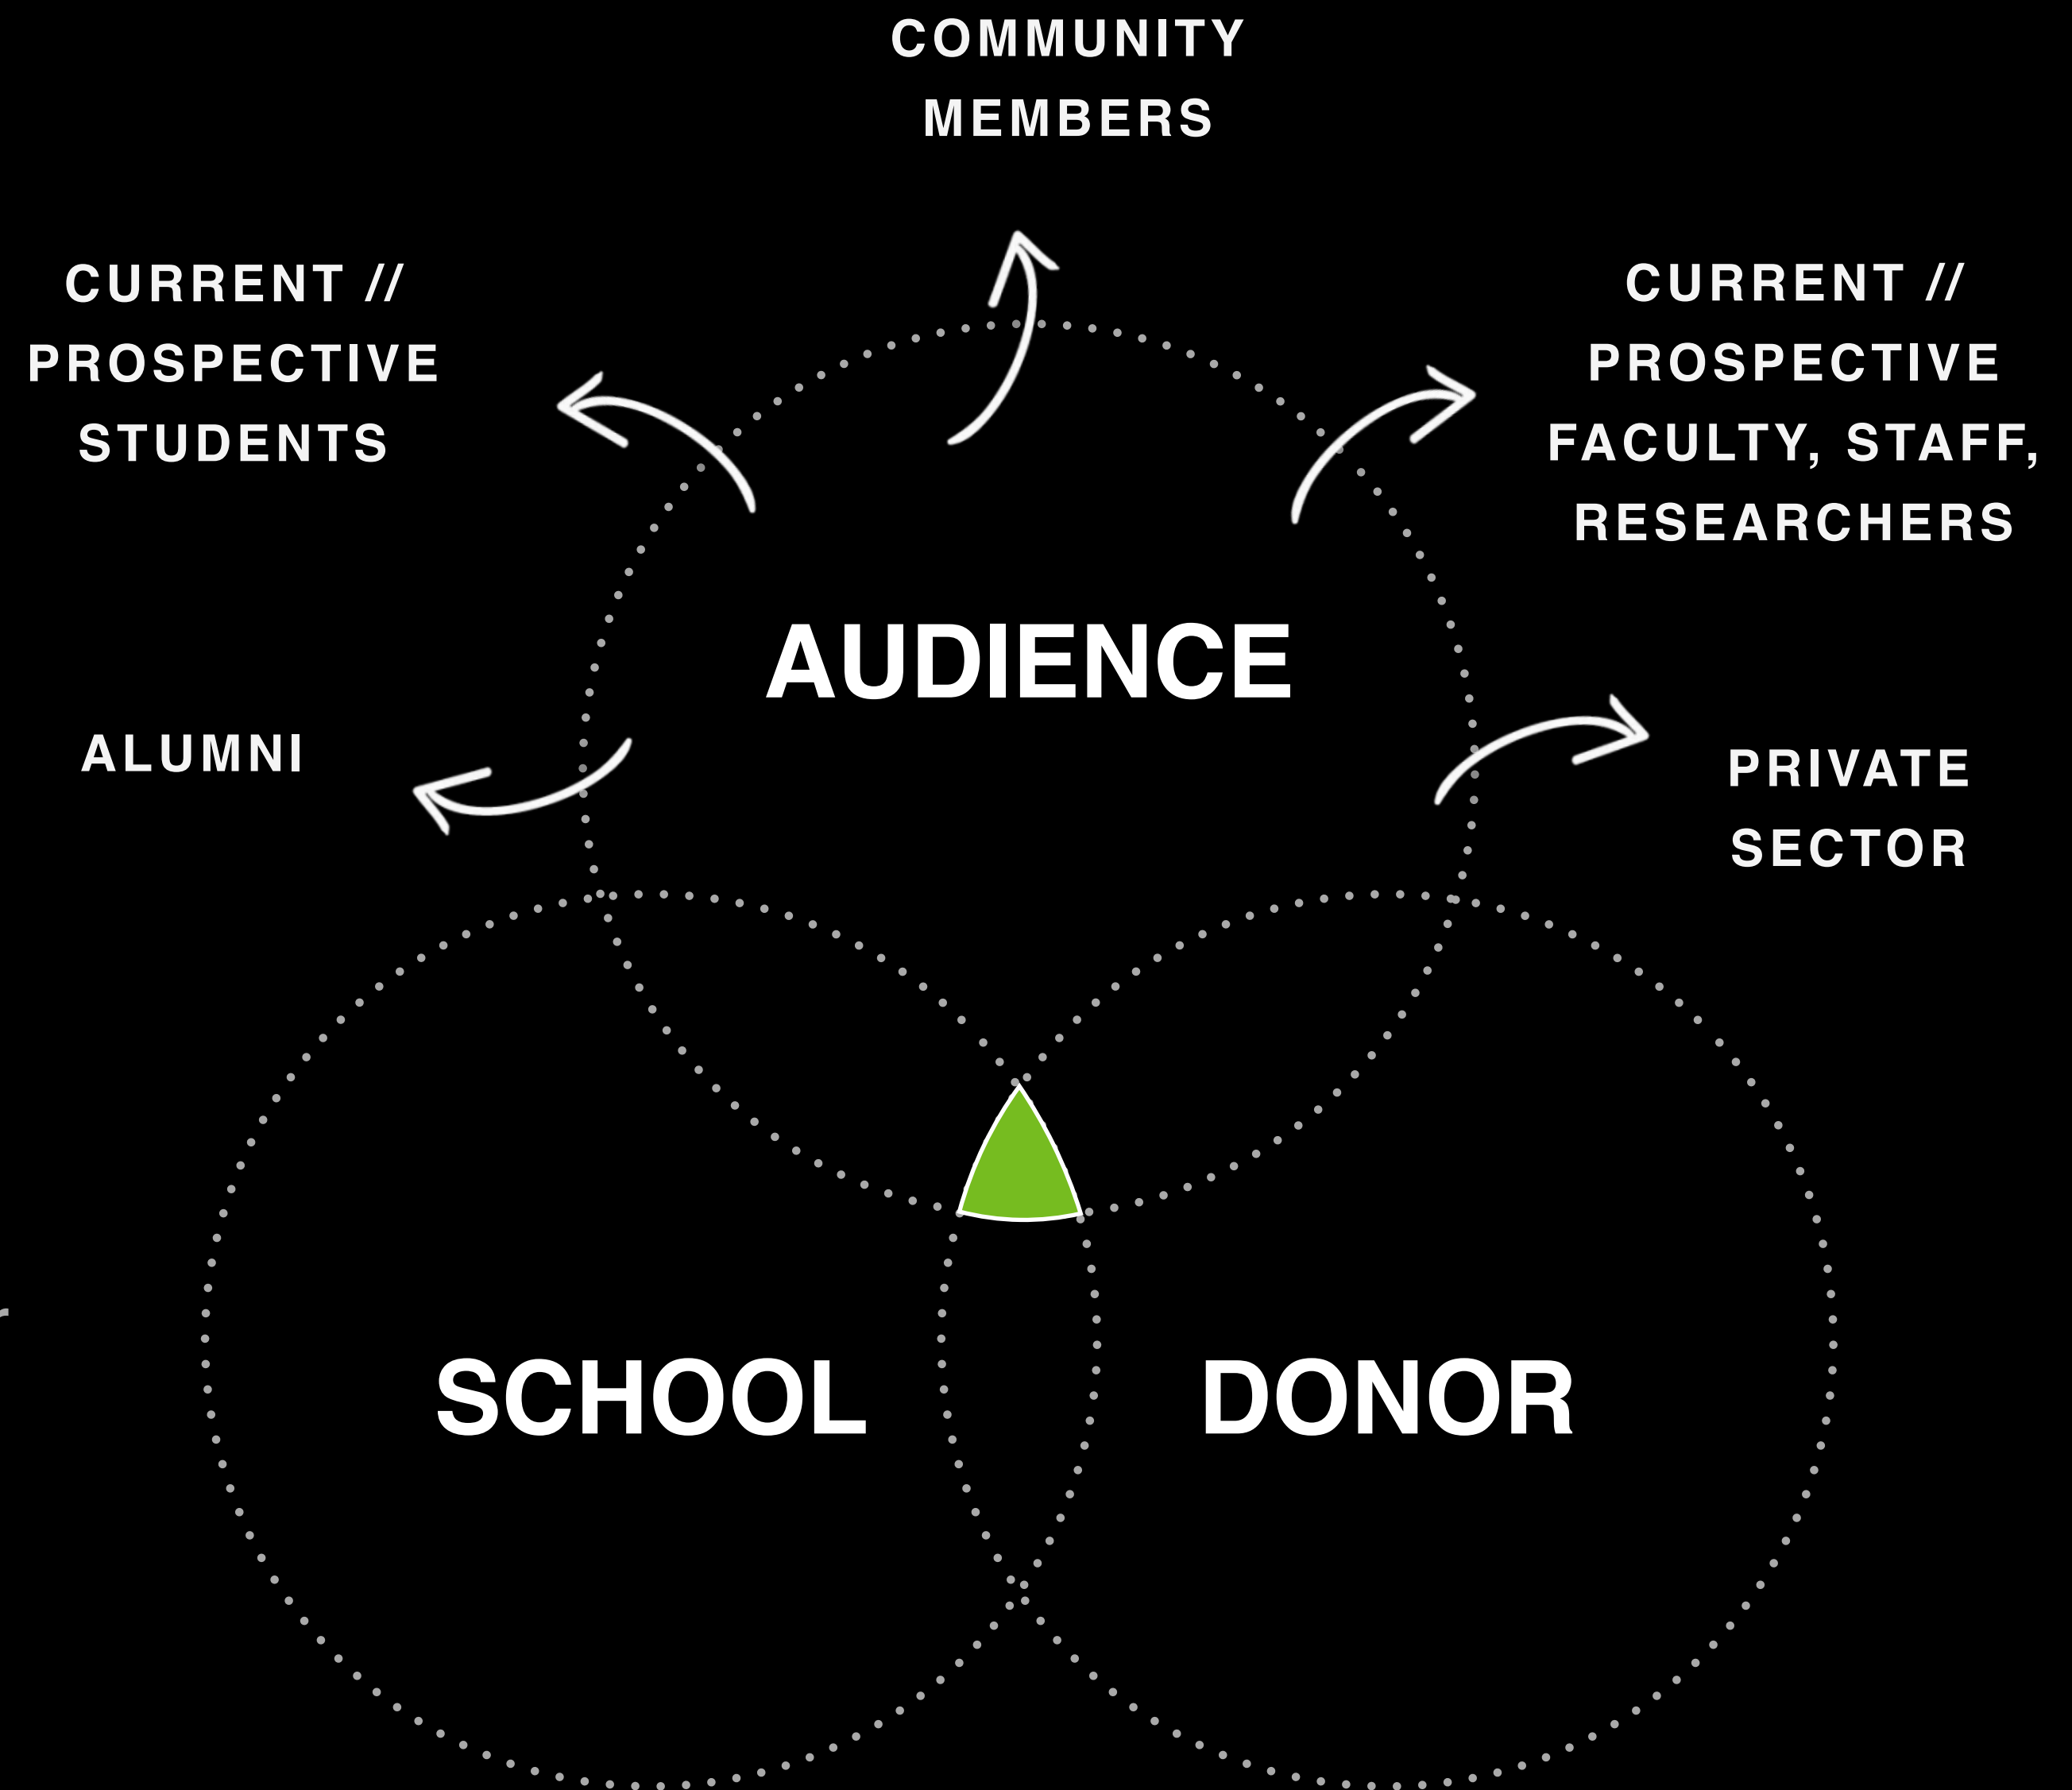 COMMUNITY
MEMBERS
CURRENT //
PROSPECTIVE
STUDENTS
CURRENT //
PROSPECTIVE
FACULTY, STAFF,
RESEARCHERS
AUDIENCE
ALUMNI
PRIVATE
SECTOR
SCHOOL
DONOR